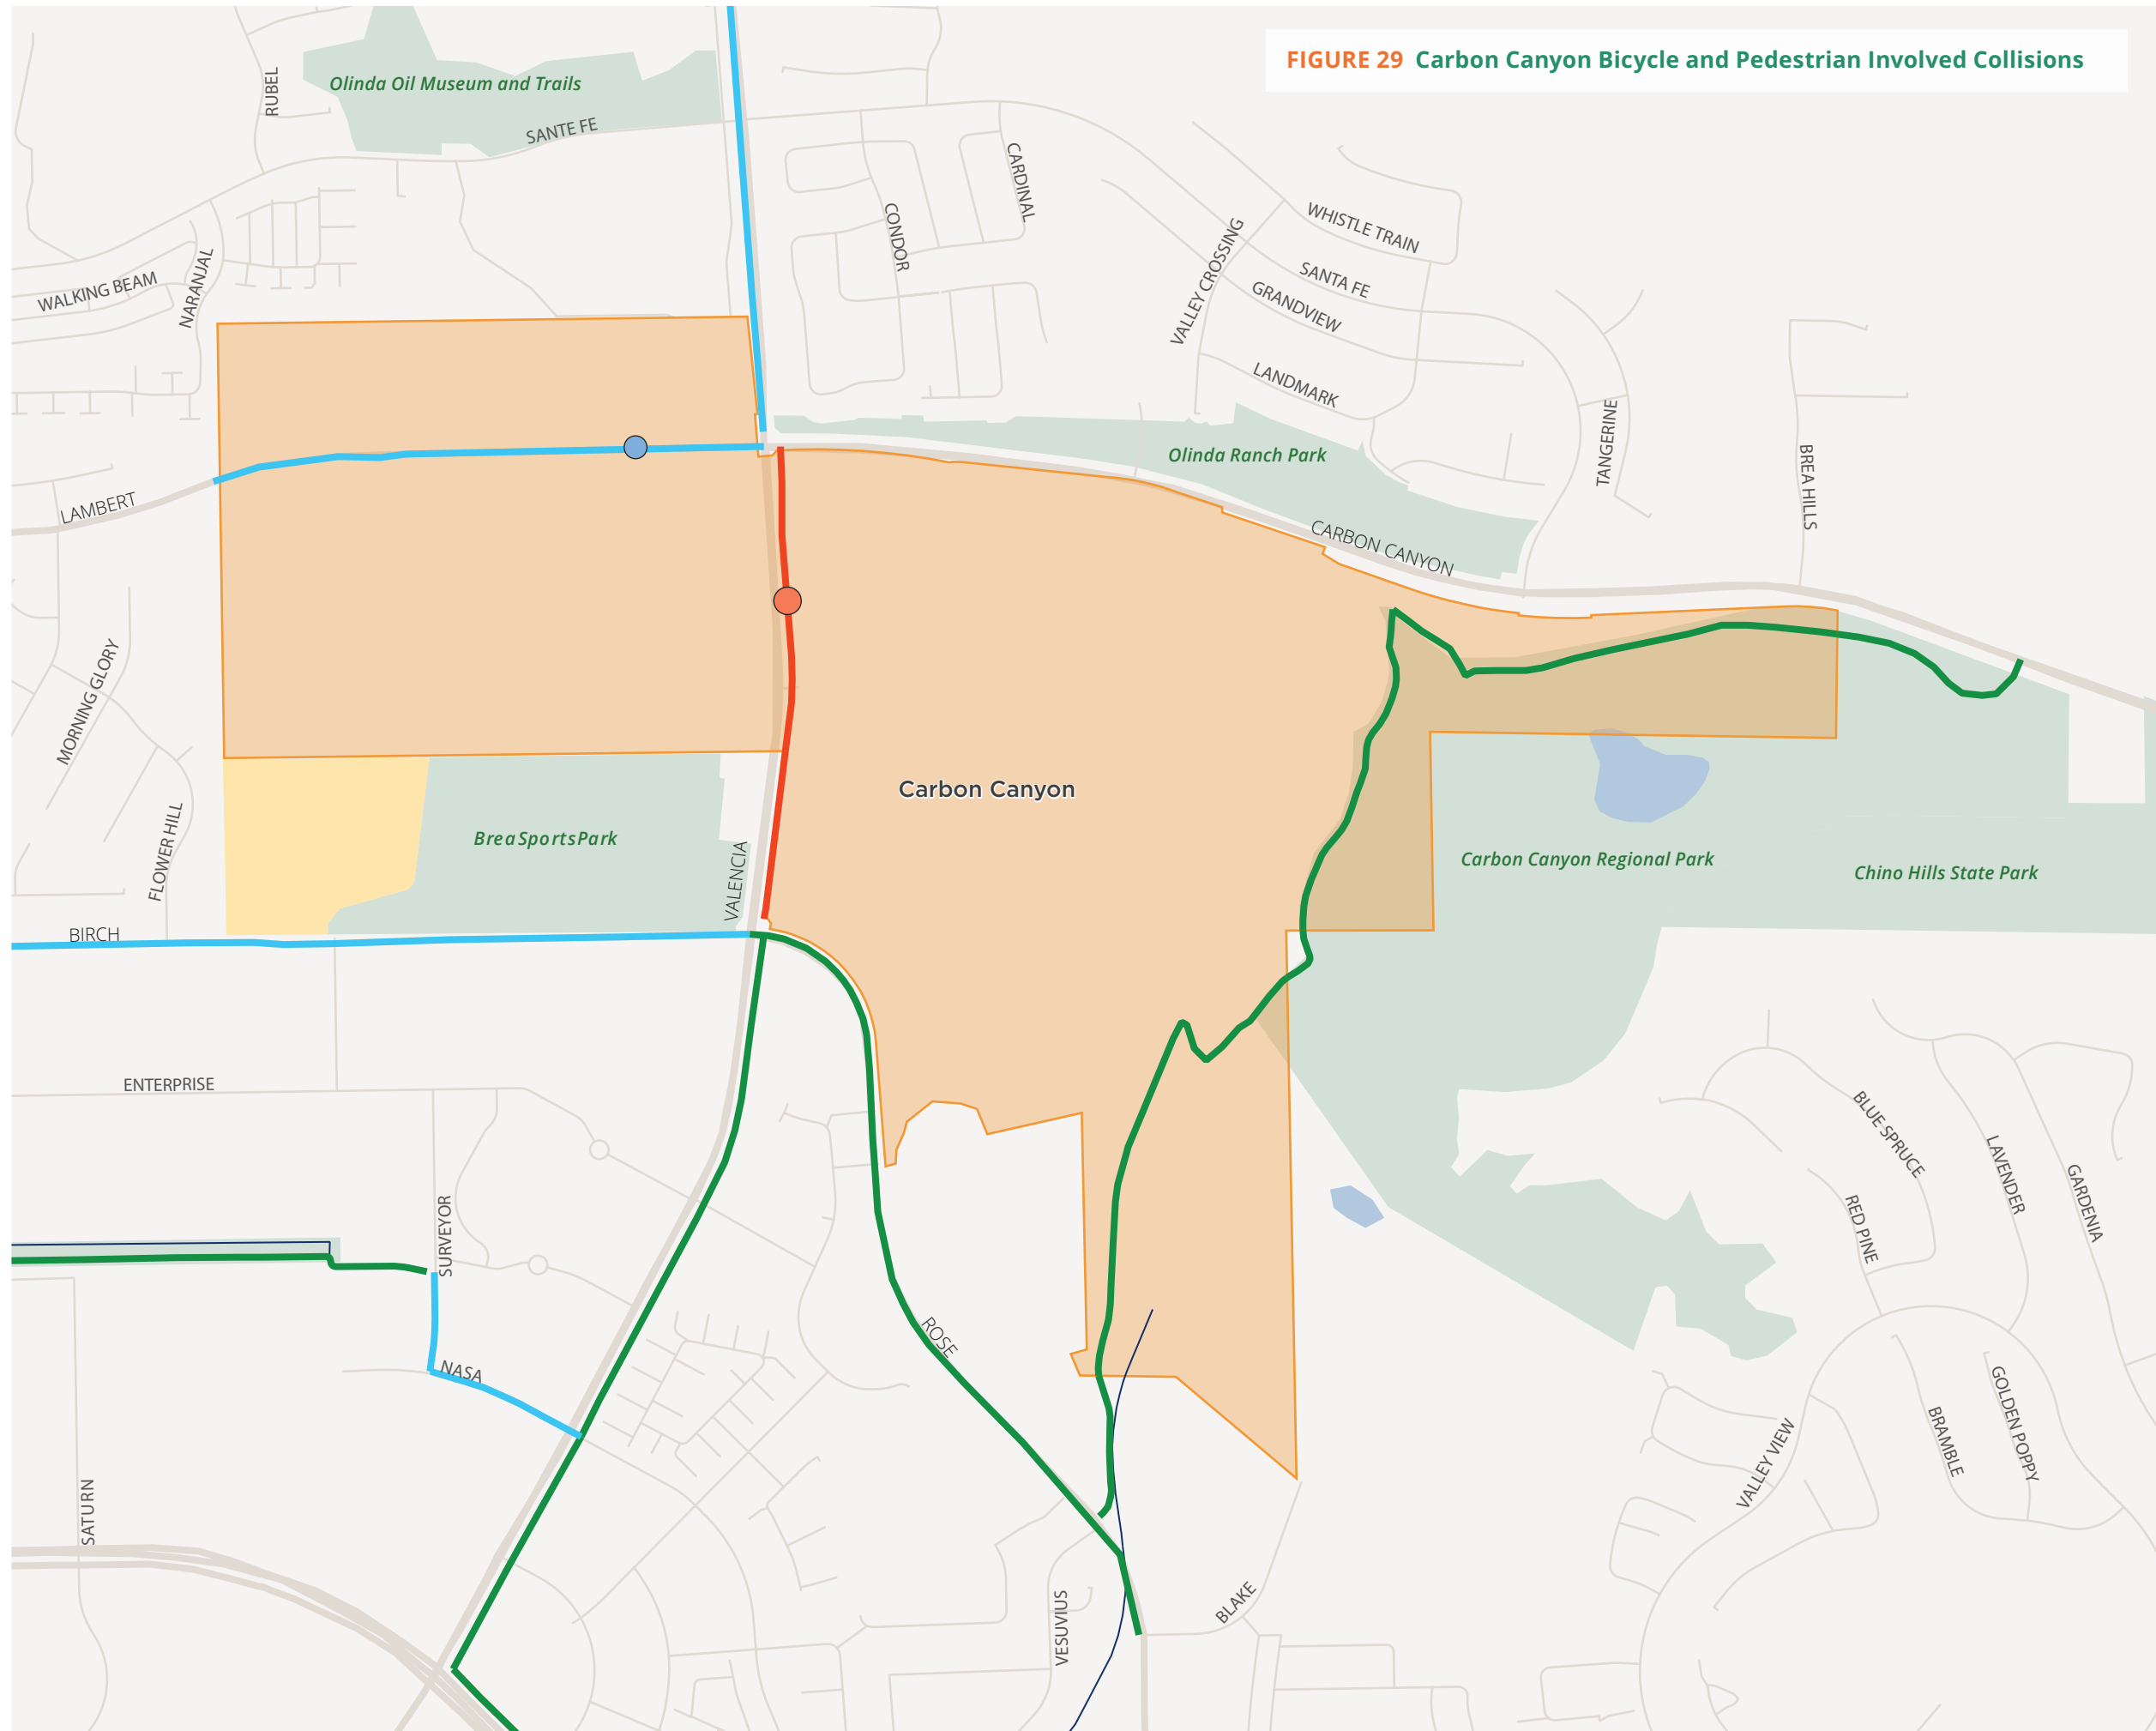 FIGURE 29 Carbon Canyon Bicycle and Pedestrian Involved Collisions
Olinda Oil Museum and Trails
RUBEL
SANTE FE
CARDINAL
CONDOR
WHISTLE TRAIN
VALLEY CROSSING
SANTA FE
GRANDVIEW
WALKING BEAM
NARANJAL
LANDMARK
TANGERINE
Olinda Ranch Park
BREA HILLS
LAMBERT
CARBON CANYON
MORNING GLORY
Carbon Canyon
Brea Sports Park
FLOWER HILL
VALENCIA
Carbon Canyon Regional Park
Chino Hills State Park
BIRCH
ENTERPRISE
BLUE SPRUCE
LAVENDER
GARDENIA
RED PINE
SURVEYOR
ROSE
NASA
GOLDEN POPPY
BRAMBLE
VALLEY VIEW
SATURN
VESUVIUS
BLAKE